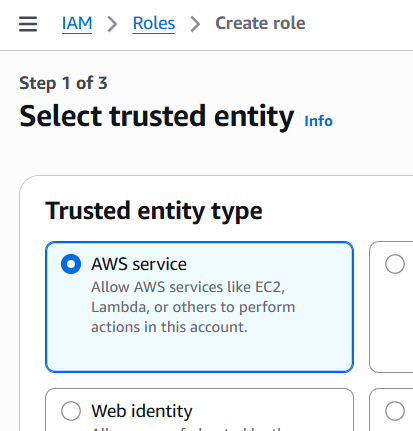 IAM > Roles > Create role
Step 1 of 3
Select trusted entity Info
Trusted entity type
AWS service
Allow AWS services like EC2,
Lambda, or others to perform
actions in this account.
Web identity